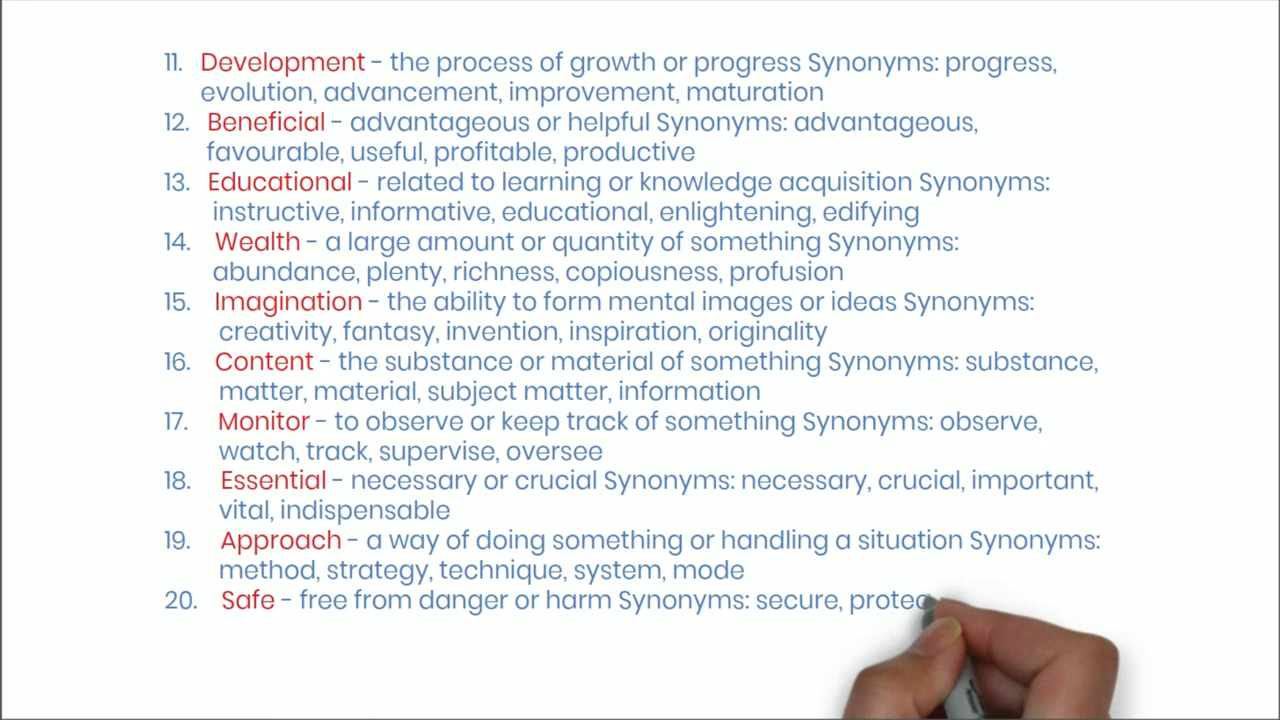 11. Development - the process of growth or progress Synonyms: progress,
evolution, advancement, improvement, maturation
12. Beneficial - advantageous or helpful Synonyms: advantageous,
favourable, useful, profitable, productive
13. Educational - related to learning or knowledge acquisition Synonyms:
instructive, informative, educational, enlightening, edifying
14. Wealth - a large amount or quantity of something Synonyms:
abundance, plenty, richness, copiousness, profusion
15. Imagination - the ability to form mental images or ideas Synonyms:
creativity, fantasy, invention, inspiration, originality
16. Content - the substance or material of something Synonyms: substance,
matter, material, subject matter, information
17. Monitor - to observe or keep track of something Synonyms: observe,
watch, track, supervise, oversee
18. Essential - necessary or crucial Synonyms: necessary, crucial, important,
vital, indispensable
19. Approach - a way of doing something or handling a situation Synonyms:
method, strategy, technique, system, mode
20. Safe - free from danger or harm Synonyms: secure, protec